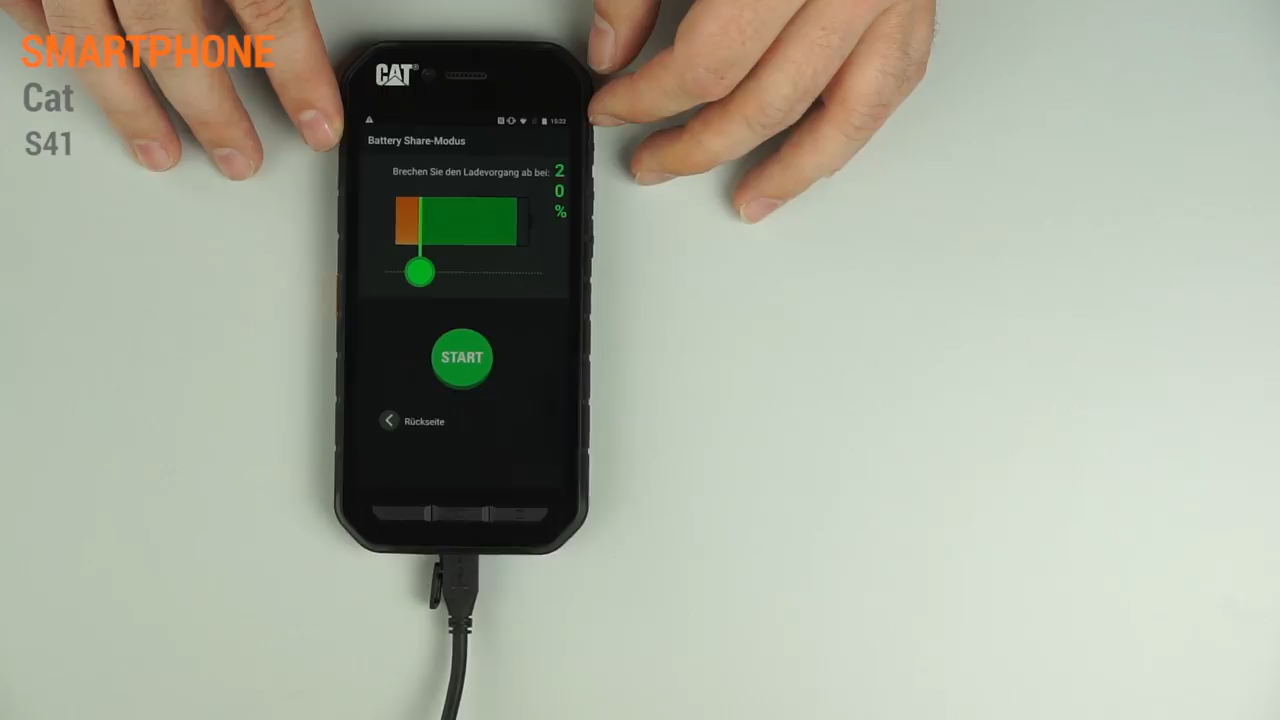 SMARTPHONE
Cat
S41
CAT®
15:22
Battery Share-Modus
Brechen Sie den Ladevorgang ab bei:
2
0
%
START
Rückseite